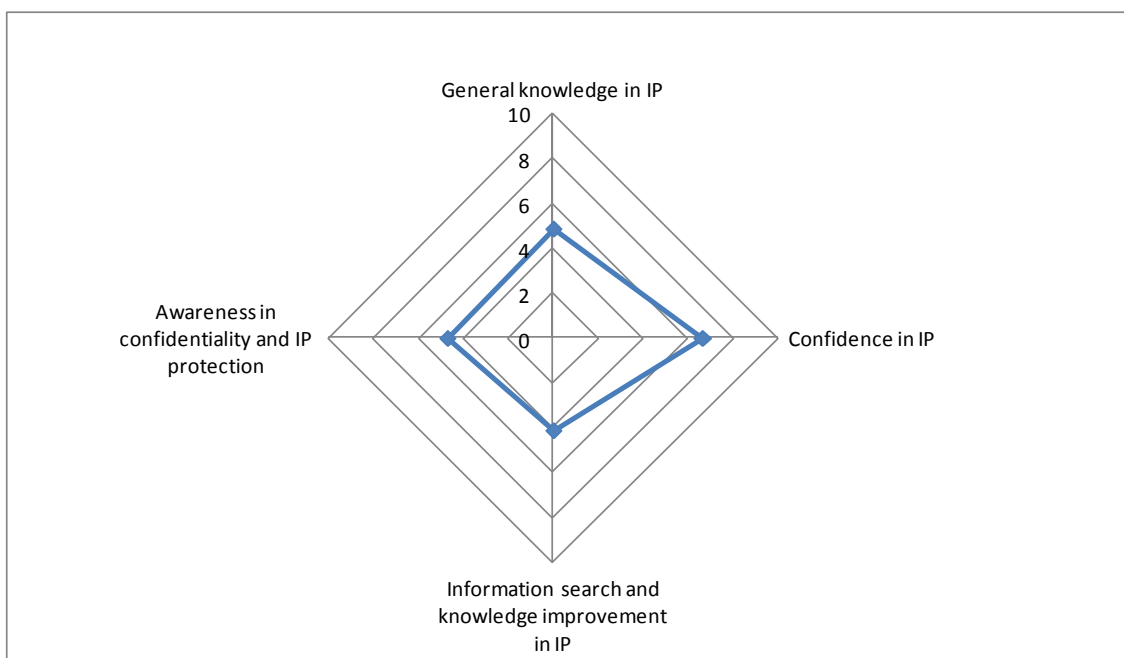 General knowledge in IP
10
8
6
4
2
0
Awareness in
confidentiality and IP
protection
Confidence in IP
Information search and
knowledge improvement
in IP